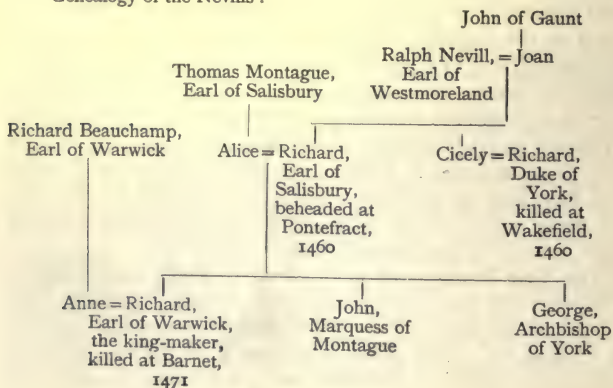 Genealogy of the Nevills:
John of Gaunt
Ralph Nevill, = Joan
Earl of
Westmoreland
Thomas Montague,
Earl of Salisbury
Richard Beauchamp,
Earl of Warwick
Alice = Richard,
Earl of
Salisbury,
beheaded at
Pontefract,
1460
Cicely = Richard,
Duke of
York,
killed at
Wakefield,
1460
Anne = Richard,
Earl of Warwick,
the king-maker,
killed at Barnet,
1471
John,
Marquess of
Montague
George,
Archbishop
of York